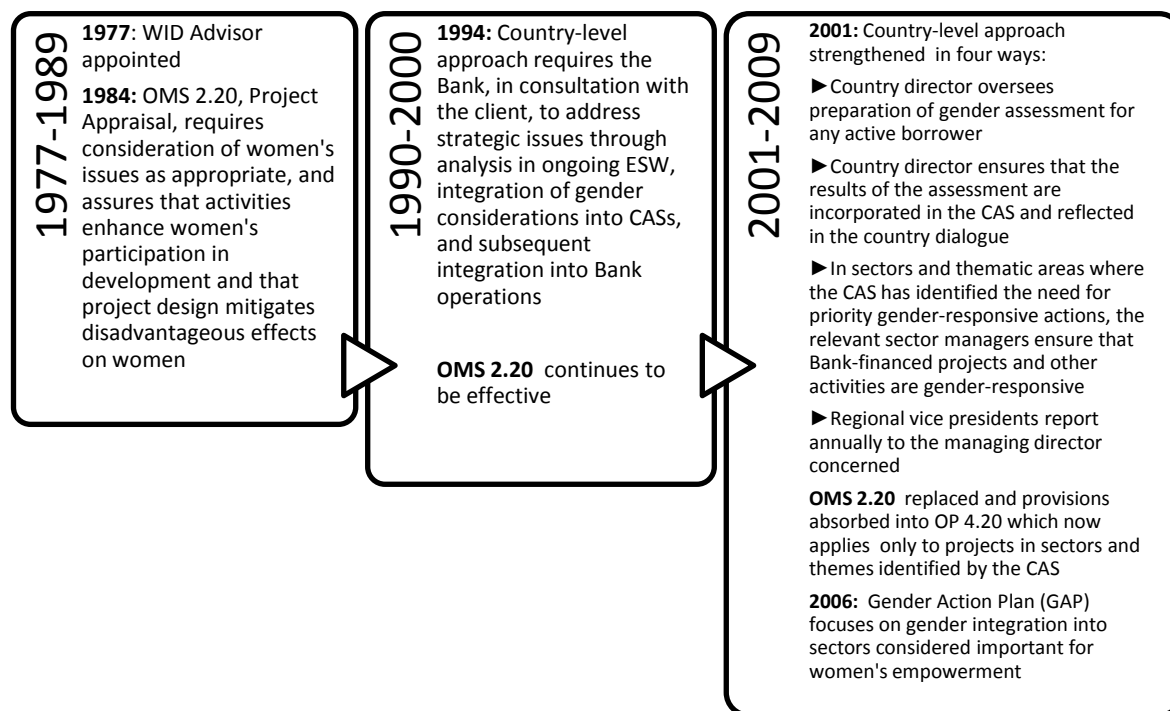 1977-1989
1977: WID Advisor
appointed
1984: OMS 2.20, Project
Appraisal, requires
consideration of women's
issues as appropriate, and
assures that activities
enhance women's
participation in
development and that
project design mitigates
disadvantageous effects
on women
1990-2000
1994: Country-level
approach requires the
Bank, in consultation with
the client, to address
strategic issues through
analysis in ongoing ESW,
integration of gender
considerations into CASs,
and subsequent
integration into Bank
operations
OMS 2.20 continues to
be effective
2001-2009
2001: Country-level approach
strengthened in four ways:
►Country director oversees
preparation of gender assessment for
any active borrower
►Country director ensures that the
results of the assessment are
incorporated in the CAS and reflected
in the country dialogue
►In sectors and thematic areas where
the CAS has identified the need for
priority gender-responsive actions, the
relevant sector managers ensure that
Bank-financed projects and other
activities are gender-responsive
►Regional vice presidents report
annually to the managing director
concerned
OMS 2.20 replaced and provisions
absorbed into OP 4.20 which now
applies only to projects in sectors and
themes identified by the CAS
2006: Gender Action Plan (GAP)
focuses on gender integration into
sectors considered important for
women's empowerment